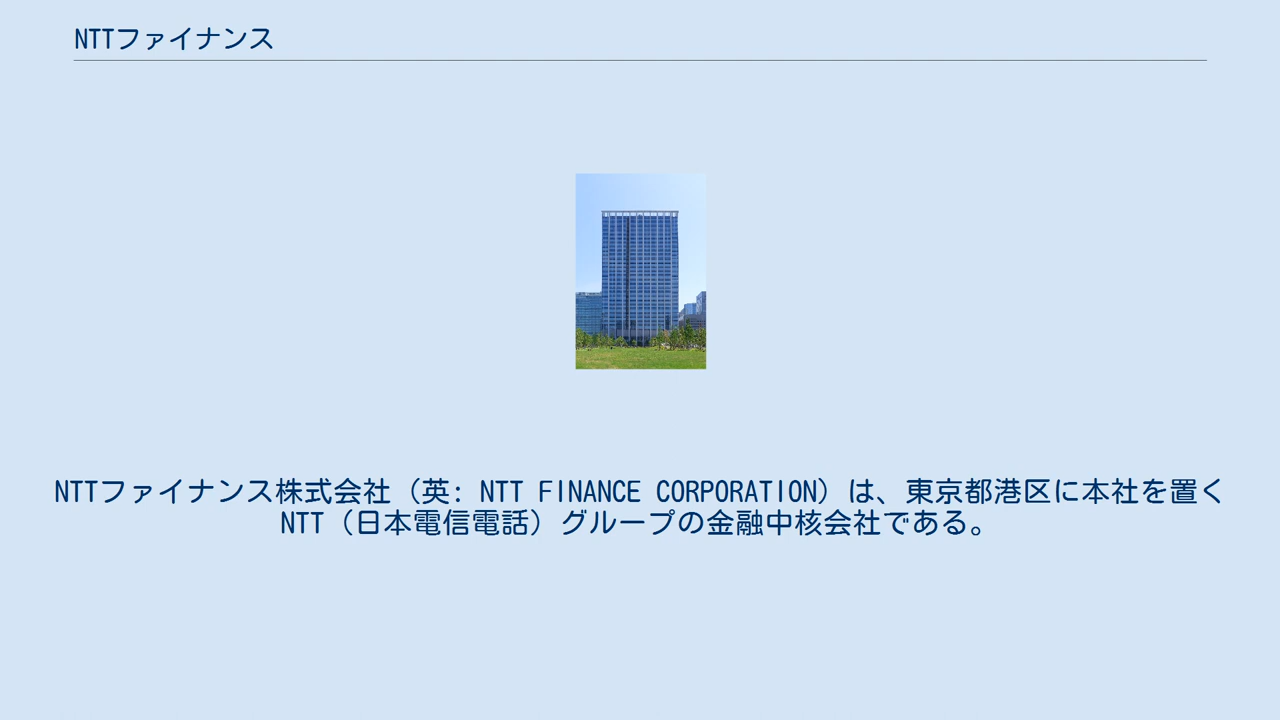 NTTファイナンス
NTTファイナンス株式会社（英: NTT FINANCE CORPORATION）は、東京都港区に本社を置く
NTT（日本電信電話）グループの金融中核会社である。